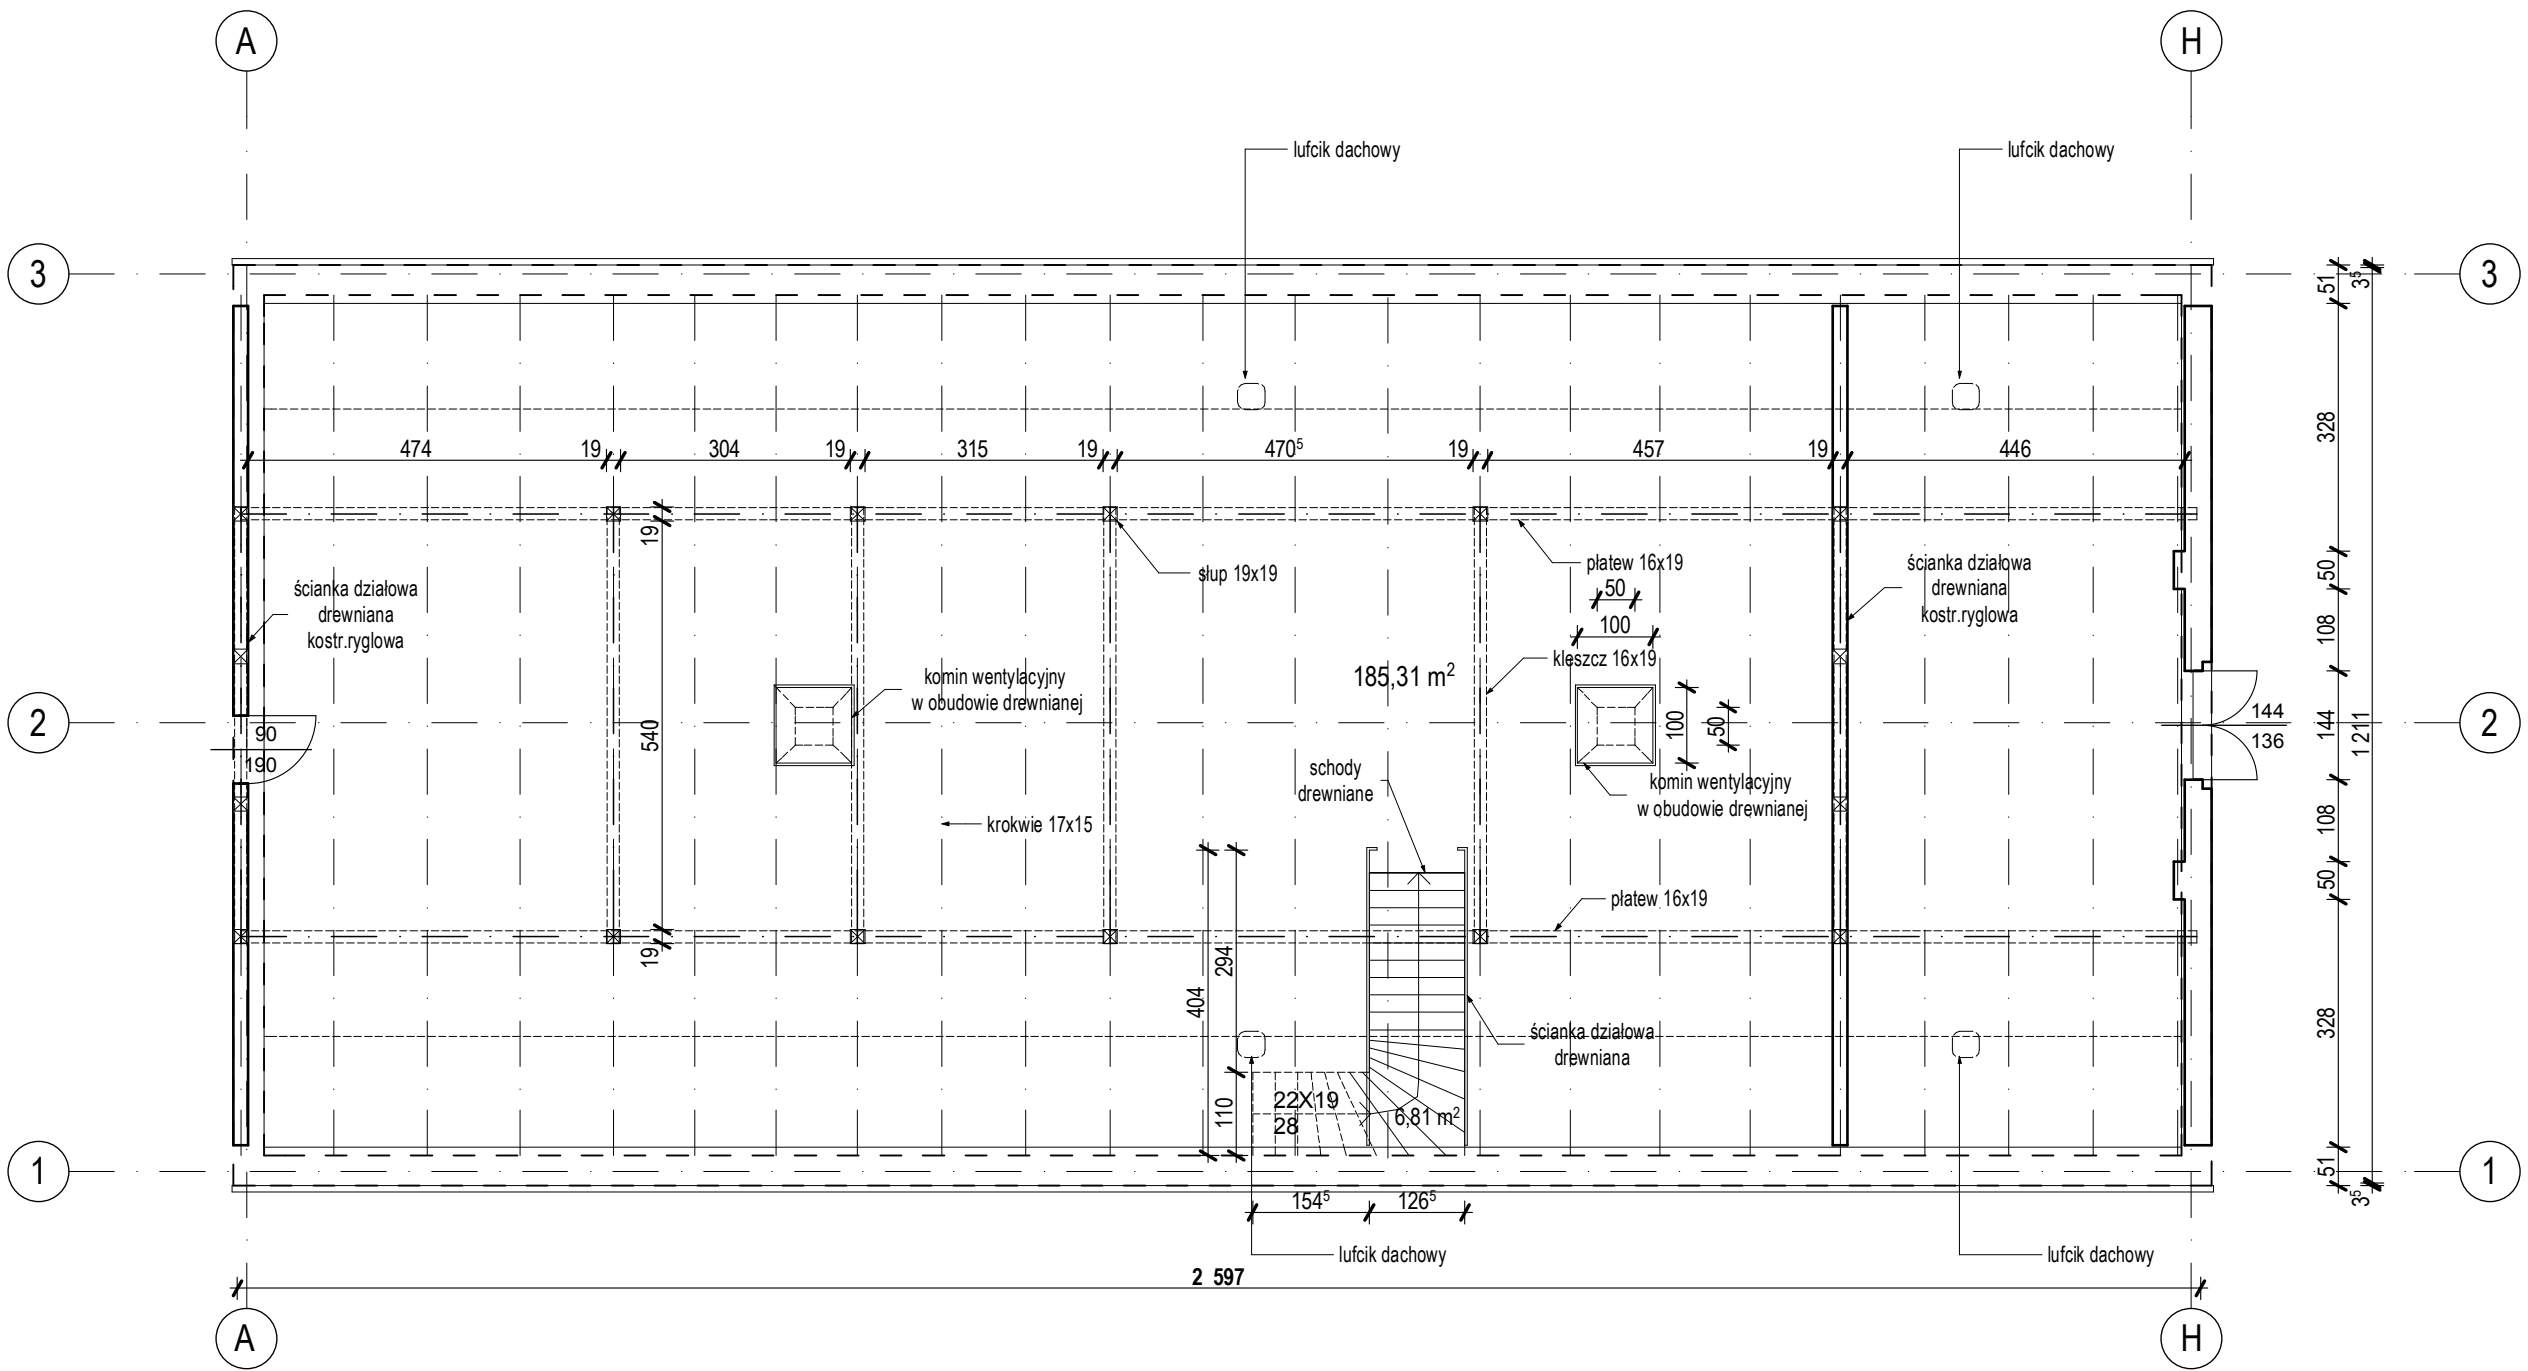 A
H
lufcik dachowy
lufcik dachowy
3
3
51
3⁵
474
19
304
19
315
19
470⁵
19
457
19
446
328
19
słup 19x19
płatew 16x19
ścianka działowa
drewniana
kostr.ryglowa
ścianka działowa
drewniana
kostr.ryglowa
50
100
50
108
kleszcz 16x19
185,31 m²
komin wentylacyjny
w obudowie drewnianej
2
2
90
190
540
100
50
144
136
144
1 211
schody
drewniane
komin wentylacyjny
w obudowie drewnianej
krokwie 17x15
108
50
płatew 16x19
19
294
404
328
ścianka działowa
drewniana
110
22X19
28
6,81 m²
1
1
51
3⁵
154⁵
126⁵
lufcik dachowy
lufcik dachowy
2 597
A
H